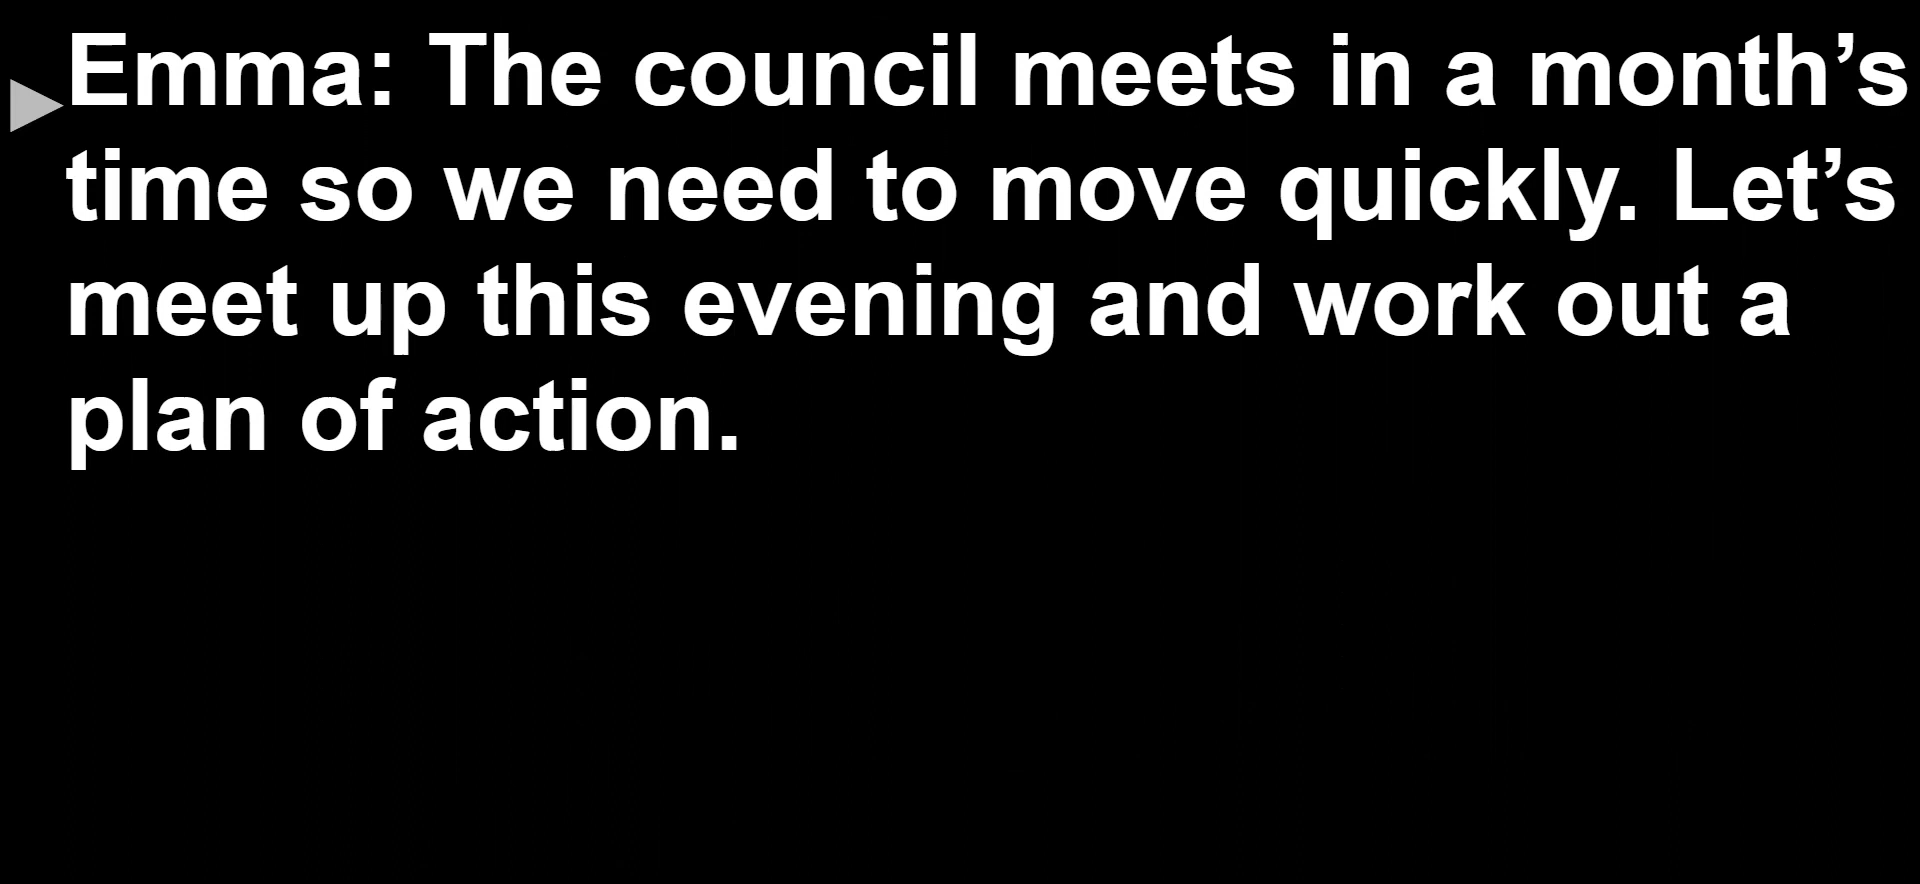 Emma: The council meets in a month’s
time so we need to move quickly. Let’s
meet up this evening and work out a
plan of action.